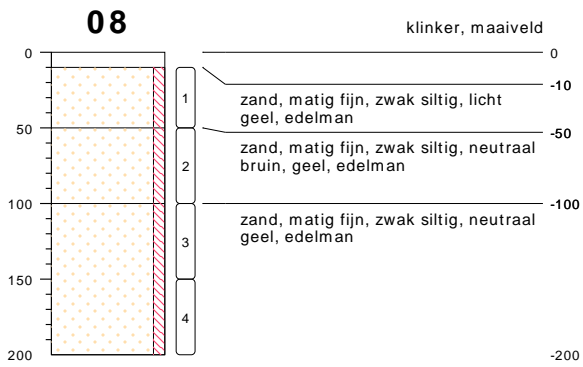 08
klinker, maaiveld
0
0
-10
1
zand, matig fijn, zwak siltig, licht
geel, edelman
50
-50
zand, matig fijn, zwak siltig, neutraal
bruin, geel, edelman
2
100
-100
zand, matig fijn, zwak siltig, neutraal
geel, edelman
3
150
4
200
-200